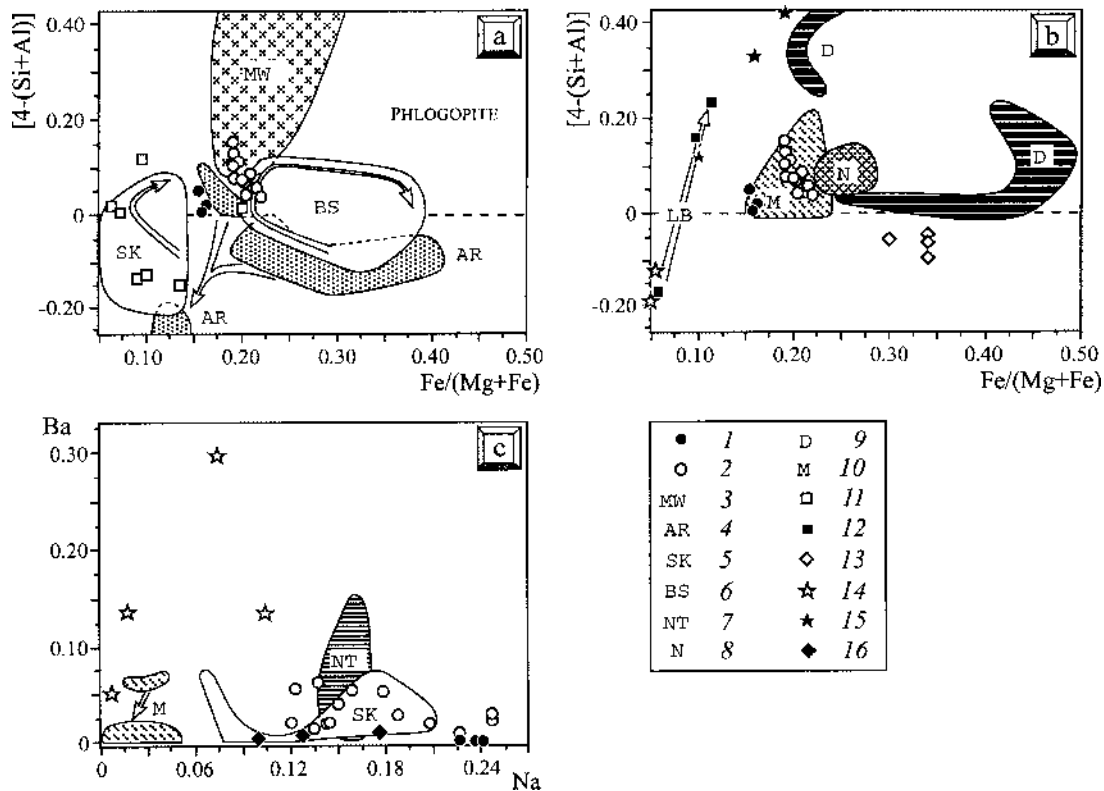 [4-(Si+Al)]
a
0.40
0.20
0
-0.20
MW
PHLOGOPITE
BS
SK
AR
AR
0.10
0.20
0.30
0.40
0.50
Fe/(Mg+Fe)
[4-(Si+Al)]
b
0.40
0.20
0
-0.20
D
D
N
M
LB
0.10
0.20
0.30
0.40
0.50
Fe/(Mg+Fe)
Ba
c
0.30
0.20
0.10
0
NT
SK
M
0
0.06
0.12
0.18
0.24
Na
1 D 9
2 M 10
MW 3 11
AR 4 12
SK 5 13
BS 6 14
NT 7 15
N 8 16